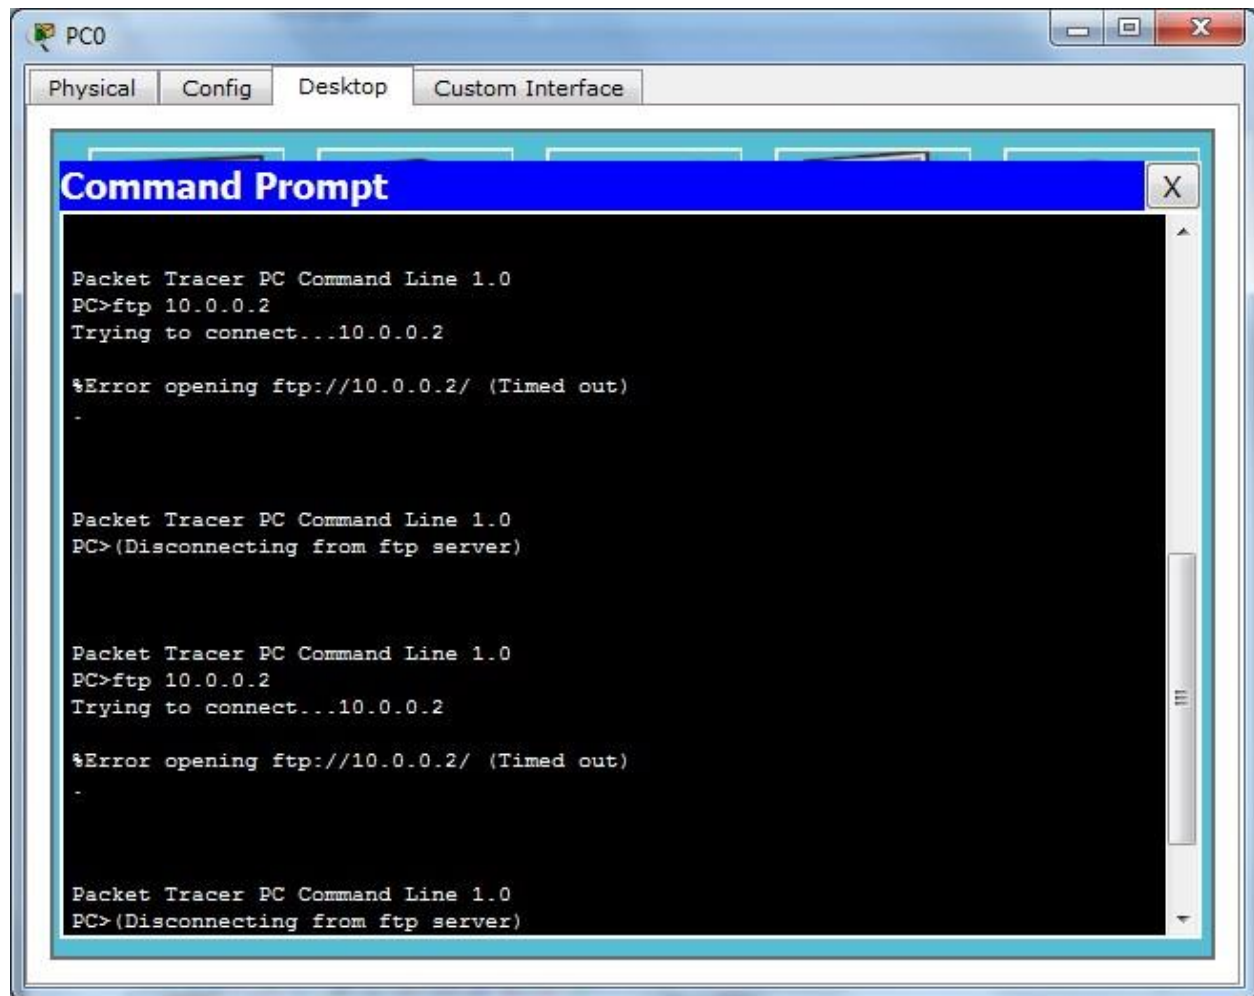 PC0
Physical Config Desktop Custom Interface
Command Prompt
X
Packet Tracer PC Command Line 1.0
PC>ftp 10.0.0.2
Trying to connect...10.0.0.2
%Error opening ftp://10.0.0.2/ (Timed out)
-
Packet Tracer PC Command Line 1.0
PC>(Disconnecting from ftp server)
Packet Tracer PC Command Line 1.0
PC>ftp 10.0.0.2
Trying to connect...10.0.0.2
%Error opening ftp://10.0.0.2/ (Timed out)
-
Packet Tracer PC Command Line 1.0
PC>(Disconnecting from ftp server)